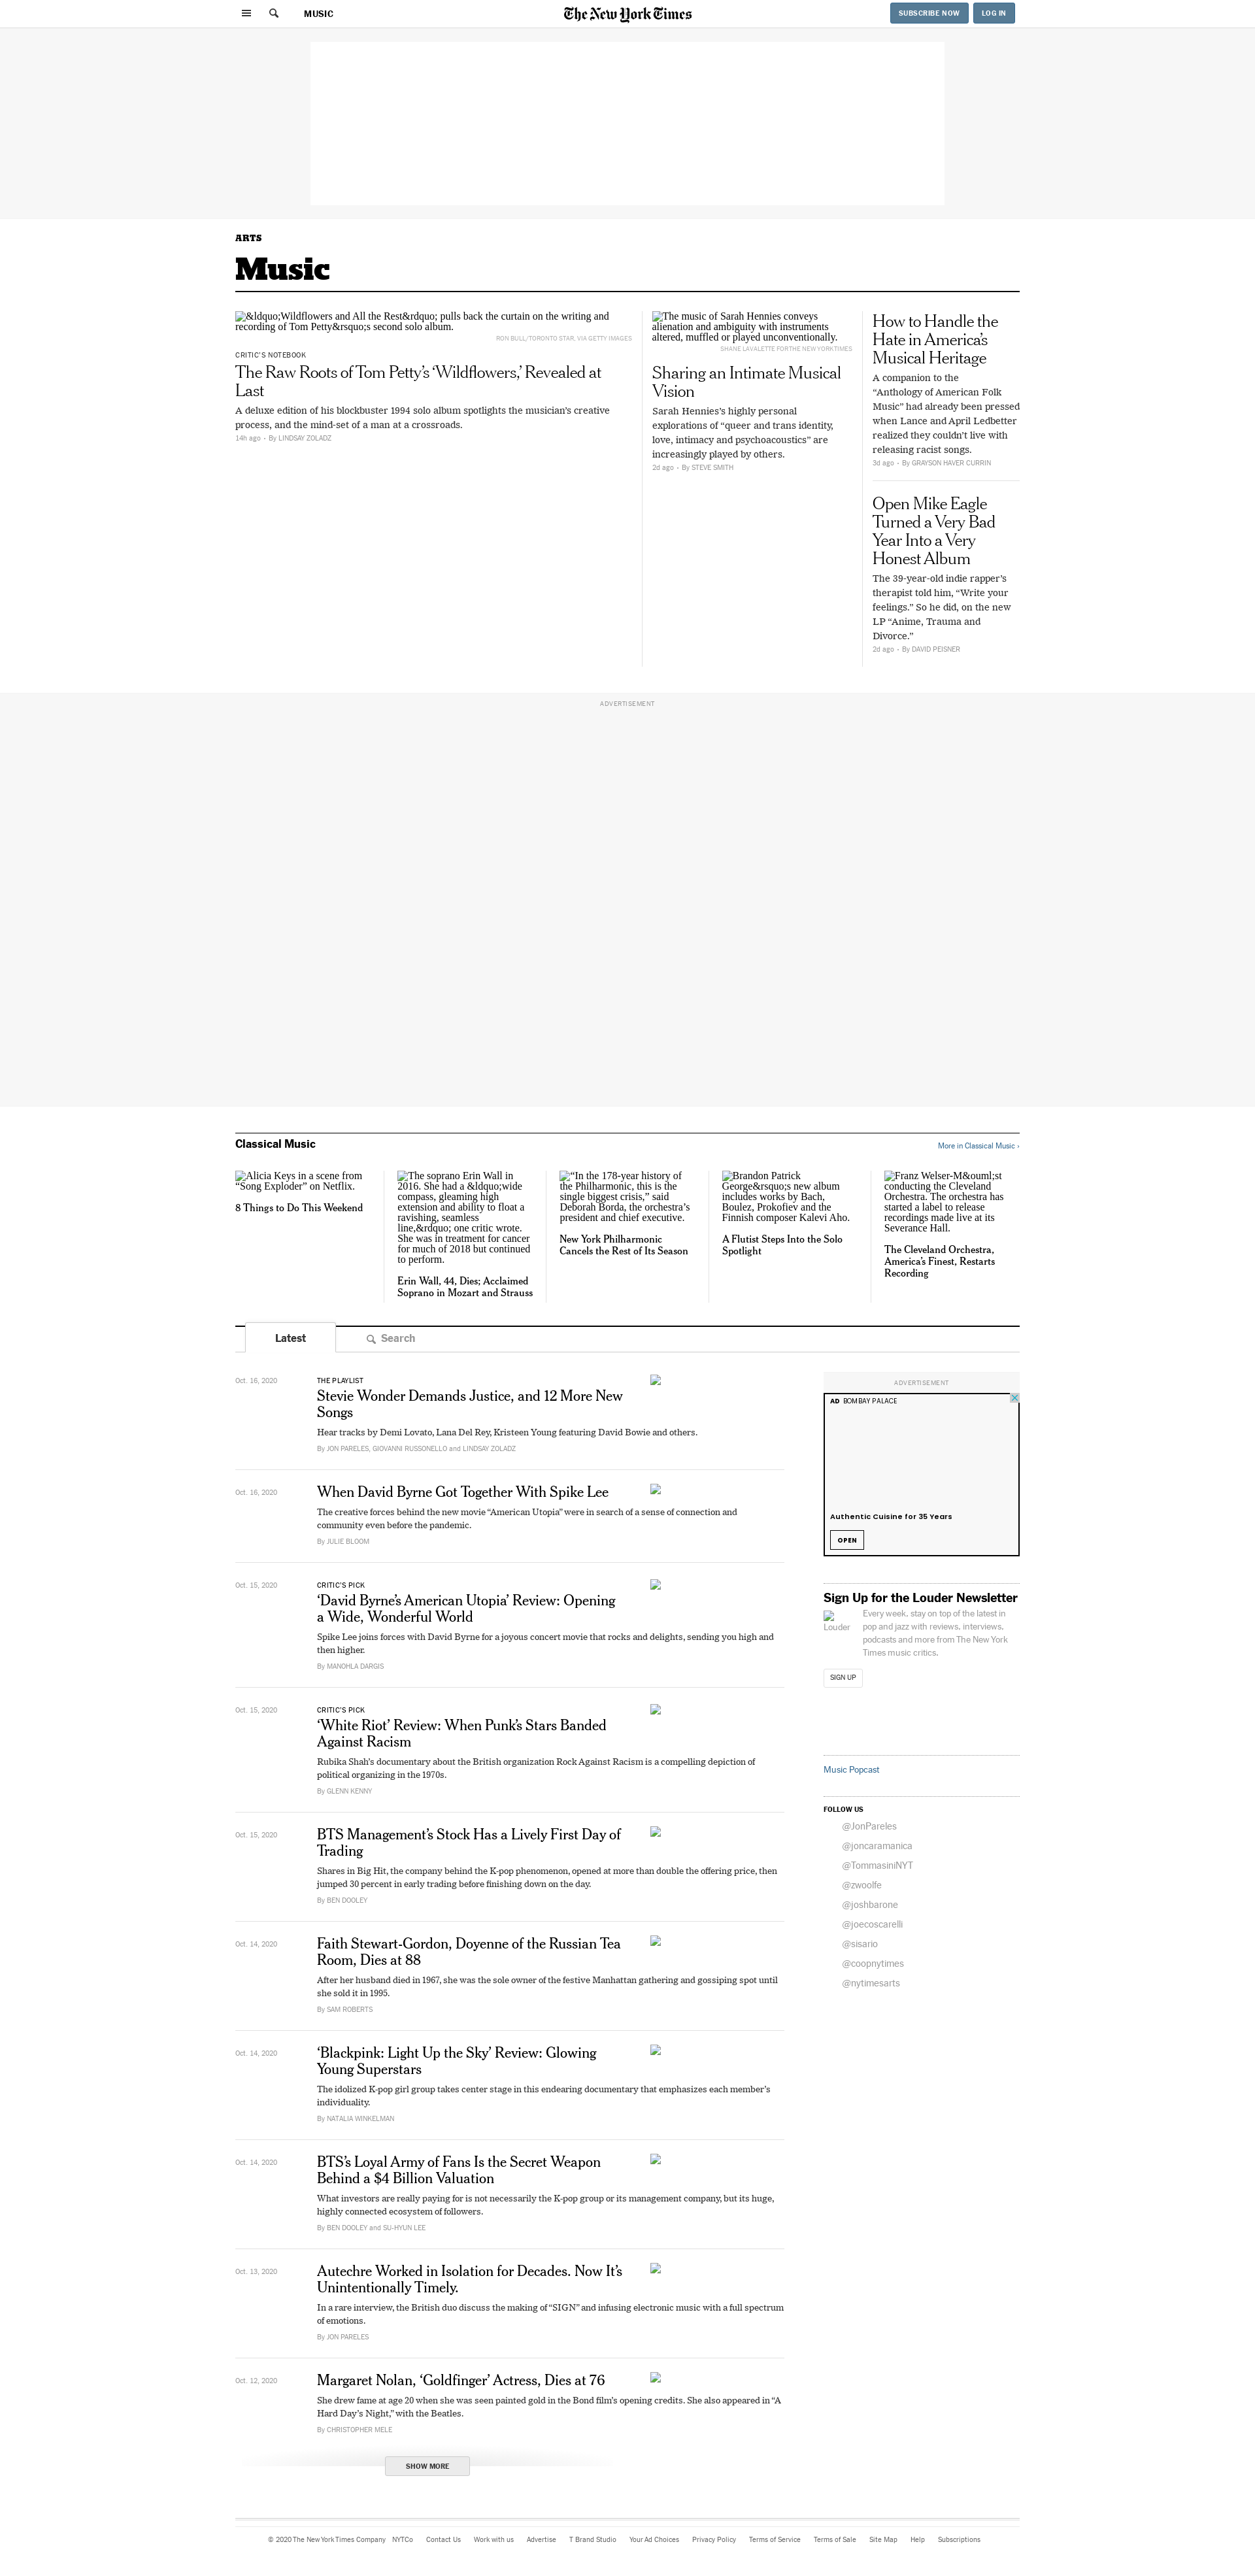 MUSIC
The New York Times
SUBSCRIBE NOW
LOG IN
ARTS
Music
&ldquo;Wildflowers and All the Rest&rdquo; pulls back the curtain on the writing and
recording of Tom Petty&rsquo;s second solo album.
RON BULL/TORONTO STAR, VIA GETTY IMAGES
CRITIC'S NOTEBOOK
The Raw Roots of Tom Petty’s ‘Wildflowers,’ Revealed at
Last
A deluxe edition of his blockbuster 1994 solo album spotlights the musician’s creative
process, and the mind-set of a man at a crossroads.
14h ago • By LINDSAY ZOLADZ
The music of Sarah Hennies conveys
alienation and ambiguity with instruments
altered, muffled or played unconventionally.
SHANE LAVALETTE FOR THE NEW YORK TIMES
Sharing an Intimate Musical
Vision
Sarah Hennies’s highly personal
explorations of “queer and trans identity,
love, intimacy and psychoacoustics” are
increasingly played by others.
2d ago • By STEVE SMITH
How to Handle the
Hate in America’s
Musical Heritage
A companion to the
“Anthology of American Folk
Music” had already been pressed
when Lance and April Ledbetter
realized they couldn’t live with
releasing racist songs.
3d ago • By GRAYSON HAVER CURRIN
Open Mike Eagle
Turned a Very Bad
Year Into a Very
Honest Album
The 39-year-old indie rapper’s
therapist told him, “Write your
feelings.” So he did, on the new
LP “Anime, Trauma and
Divorce.”
2d ago • By DAVID PEISNER
ADVERTISEMENT
Classical Music
More in Classical Music ›
Alicia Keys in a scene from
“Song Exploder” on Netflix.
8 Things to Do This Weekend
The soprano Erin Wall in
2016. She had a &ldquo;wide
compass, gleaming high
extension and ability to float a
ravishing, seamless
line,&rdquo; one critic wrote.
She was in treatment for cancer
for much of 2018 but continued
to perform.
Erin Wall, 44, Dies; Acclaimed
Soprano in Mozart and Strauss
“In the 178-year history of
the Philharmonic, this is the
single biggest crisis,” said
Deborah Borda, the orchestra’s
president and chief executive.
New York Philharmonic
Cancels the Rest of Its Season
Brandon Patrick
George&rsquo;s new album
includes works by Bach,
Boulez, Prokofiev and the
Finnish composer Kalevi Aho.
A Flutist Steps Into the Solo
Spotlight
Franz Welser-M&ouml;st
conducting the Cleveland
Orchestra. The orchestra has
started a label to release
recordings made live at its
Severance Hall.
The Cleveland Orchestra,
America’s Finest, Restarts
Recording
Latest
Search
Oct. 16, 2020
THE PLAYLIST
Stevie Wonder Demands Justice, and 12 More New
Songs
Hear tracks by Demi Lovato, Lana Del Rey, Kristeen Young featuring David Bowie and others.
By JON PARELES, GIOVANNI RUSSONELLO and LINDSAY ZOLADZ
Oct. 16, 2020
When David Byrne Got Together With Spike Lee
The creative forces behind the new movie “American Utopia” were in search of a sense of connection and
community even before the pandemic.
By JULIE BLOOM
Oct. 15, 2020
CRITIC'S PICK
‘David Byrne’s American Utopia’ Review: Opening
a Wide, Wonderful World
Spike Lee joins forces with David Byrne for a joyous concert movie that rocks and delights, sending you high and
then higher.
By MANOHLA DARGIS
Oct. 15, 2020
CRITIC'S PICK
‘White Riot’ Review: When Punk’s Stars Banded
Against Racism
Rubika Shah’s documentary about the British organization Rock Against Racism is a compelling depiction of
political organizing in the 1970s.
By GLENN KENNY
Oct. 15, 2020
BTS Management’s Stock Has a Lively First Day of
Trading
Shares in Big Hit, the company behind the K-pop phenomenon, opened at more than double the offering price, then
jumped 30 percent in early trading before finishing down on the day.
By BEN DOOLEY
Oct. 14, 2020
Faith Stewart-Gordon, Doyenne of the Russian Tea
Room, Dies at 88
After her husband died in 1967, she was the sole owner of the festive Manhattan gathering and gossiping spot until
she sold it in 1995.
By SAM ROBERTS
Oct. 14, 2020
‘Blackpink: Light Up the Sky’ Review: Glowing
Young Superstars
The idolized K-pop girl group takes center stage in this endearing documentary that emphasizes each member’s
individuality.
By NATALIA WINKELMAN
Oct. 14, 2020
BTS’s Loyal Army of Fans Is the Secret Weapon
Behind a $4 Billion Valuation
What investors are really paying for is not necessarily the K-pop group or its management company, but its huge,
highly connected ecosystem of followers.
By BEN DOOLEY and SU-HYUN LEE
Oct. 13, 2020
Autechre Worked in Isolation for Decades. Now It’s
Unintentionally Timely.
In a rare interview, the British duo discuss the making of “SIGN” and infusing electronic music with a full spectrum
of emotions.
By JON PARELES
Oct. 12, 2020
Margaret Nolan, ‘Goldfinger’ Actress, Dies at 76
She drew fame at age 20 when she was seen painted gold in the Bond film’s opening credits. She also appeared in “A
Hard Day’s Night,” with the Beatles.
By CHRISTOPHER MELE
SHOW MORE
ADVERTISEMENT
AD BOMBAY PALACE
Authentic Cuisine for 35 Years
OPEN
Sign Up for the Louder Newsletter
Louder
Every week, stay on top of the latest in
pop and jazz with reviews, interviews,
podcasts and more from The New York
Times music critics.
SIGN UP
Music Popcast
FOLLOW US
@JonPareles
@joncaramanica
@TommasiniNYT
@zwoolfe
@joshbarone
@joecoscarelli
@sisario
@coopnytimes
@nytimesarts
© 2020 The New York Times Company NYTCo Contact Us Work with us Advertise T Brand Studio Your Ad Choices Privacy Policy Terms of Service Terms of Sale Site Map Help Subscriptions